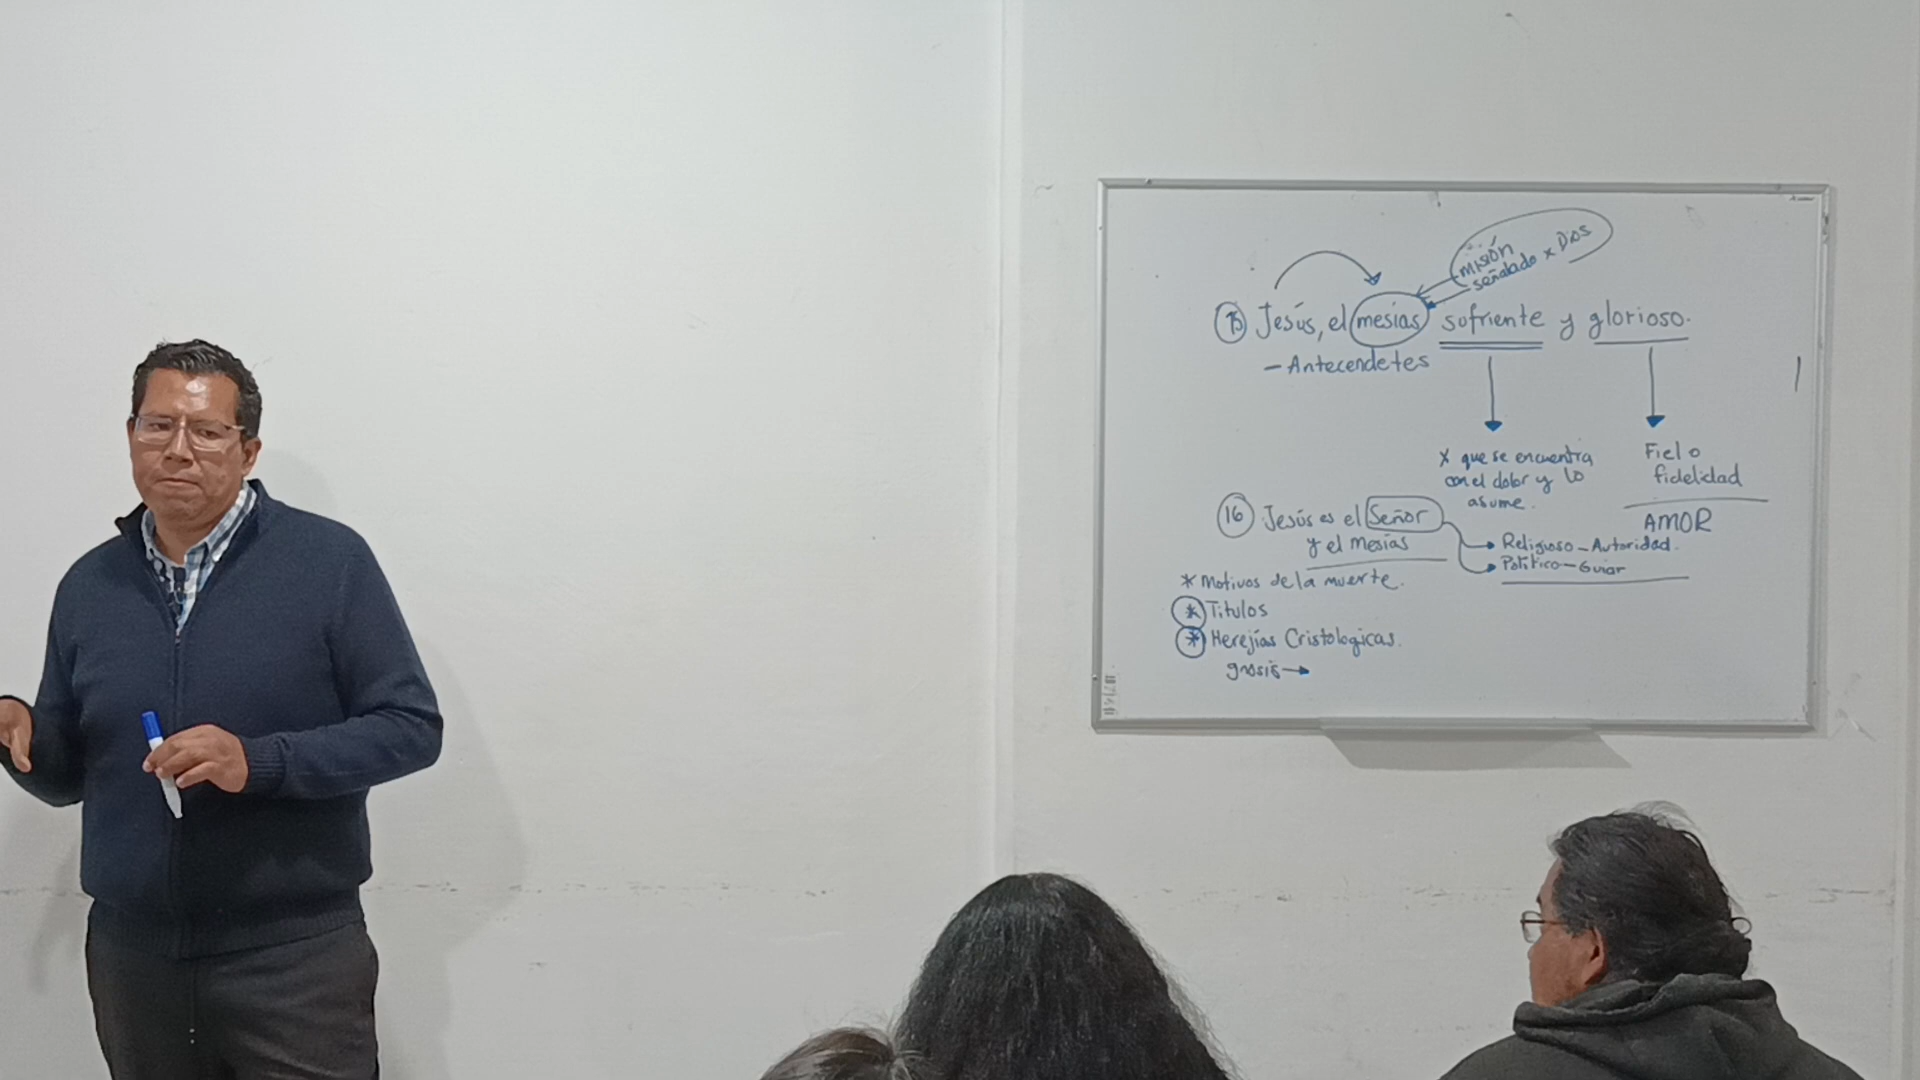 misión
señalado x Dios
15 Jesús, el mesías sufriente y glorioso.
- Antecendetes
x que se encuentra
con el dolor y lo
asume.
Fiel o
fidelidad
AMOR
16 Jesús es el Señor
y el Mesías
Religioso - Autoridad.
Político - Guiar
* Motivos de la muerte.
* Titulos
* Herejías Cristologicas.
gnosis →